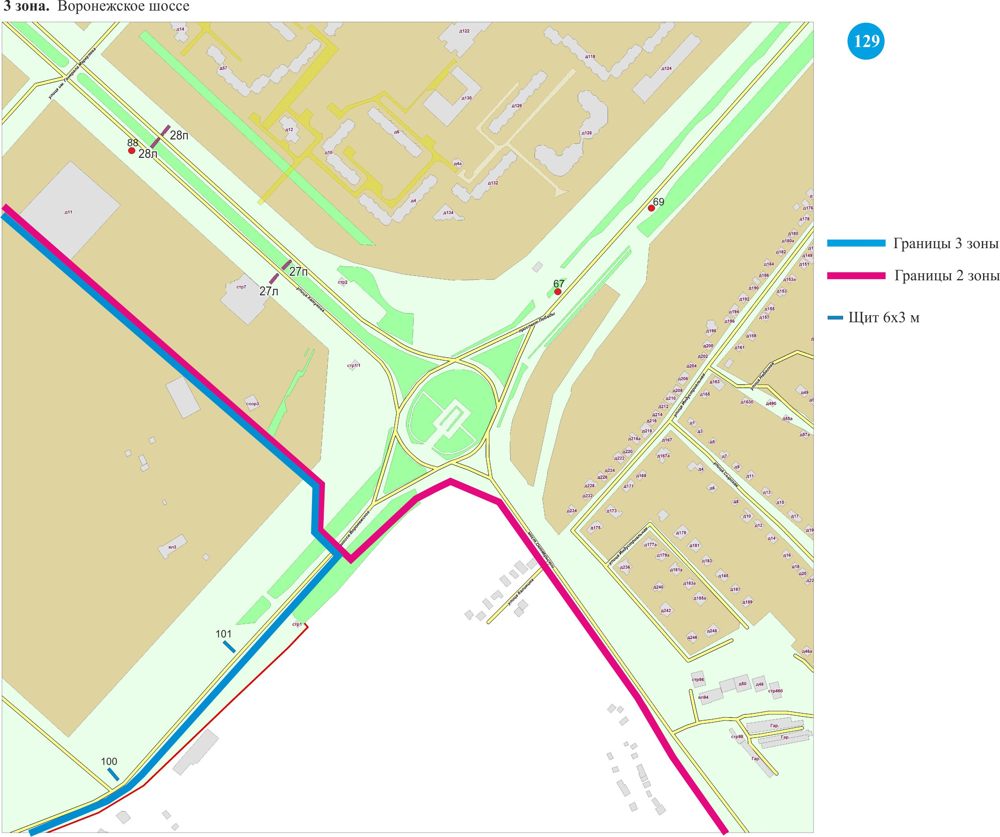 3 зона. Воронежское шоссе
129
д14
д122
д57
д118
д124
улица им. Генерала Меркулова
д130
д126
28п
88
28л
д12
д6
д128
д10
д4а
д132
д4
д134
69
д11
д176
д178
д180
д180а
д182
д149
д151
д184
д186
д153а
д190
д153
д192
д155
д194
д157
д196
д198
д159
д200
д161
д202
д204
27п
27л
стр7
стр2
улица Катукова
67
проспект Победы
Границы 3 зоны
Границы 2 зоны
Щит 6х3 м
стр1/1
соор3
вл3
д206
д163
д208
д165
д210
д212
д214
д216
д218
д218а
д220
д222
д224
д226
д228
д232
д234
улица Индустриальная
улица Небесная
д49
д163б
д49б
д55а
д57а
д1
д3
д5
д7
д9
д11
д13
д15
д17
д19
д167
д167а
д4
д169
д171
д6
д8
д10
д12
д14
д16
д18
д20
д22
улица Сырская
д173
д175
д179
д181
д183
д185
д187
д189
улица Индустриальная
д177а
д179а
д181а
д183а
д185а
д236
д240
д242
д246
д248
шоссе Воронежское
мост Октябрьский
улица Калинина
стр1
101
100
д46а
стр96
вл94
д50
д48
стр46б
Гар.
стр98
Гар.
Гар.